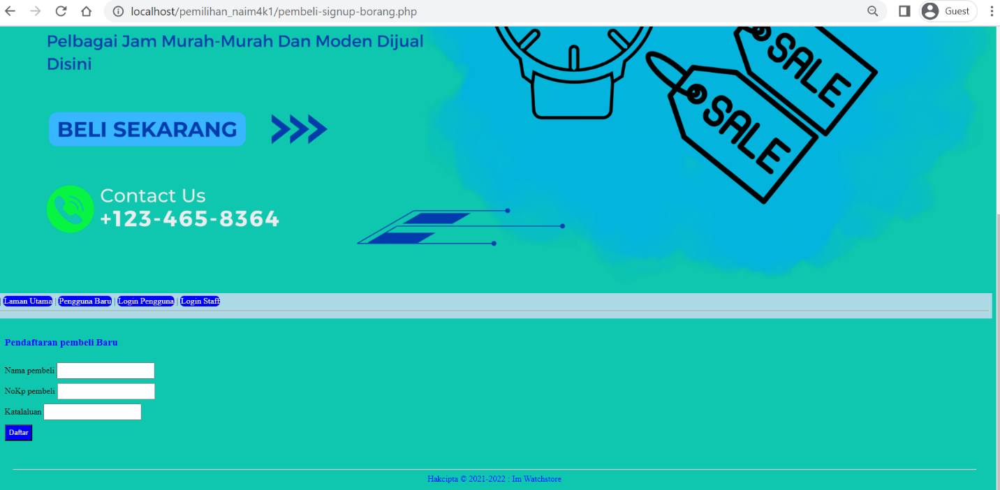 localhost/pemilihan_naim4k1/pembeli-signup-borang.php
Guest
Pelbagai Jam Murah-Murah Dan Moden Dijual
Disini
SALE
SALE
BELI SEKARANG
Contact Us
+123-465-8364
| Laman Utama | Pengguna Baru | Login Pengguna | Login Staff
Pendaftaran pembeli Baru
Nama pembeli
NoKp pembeli
Katalaluan
Daftar
Hakcipta © 2021-2022 : Im Watchstore